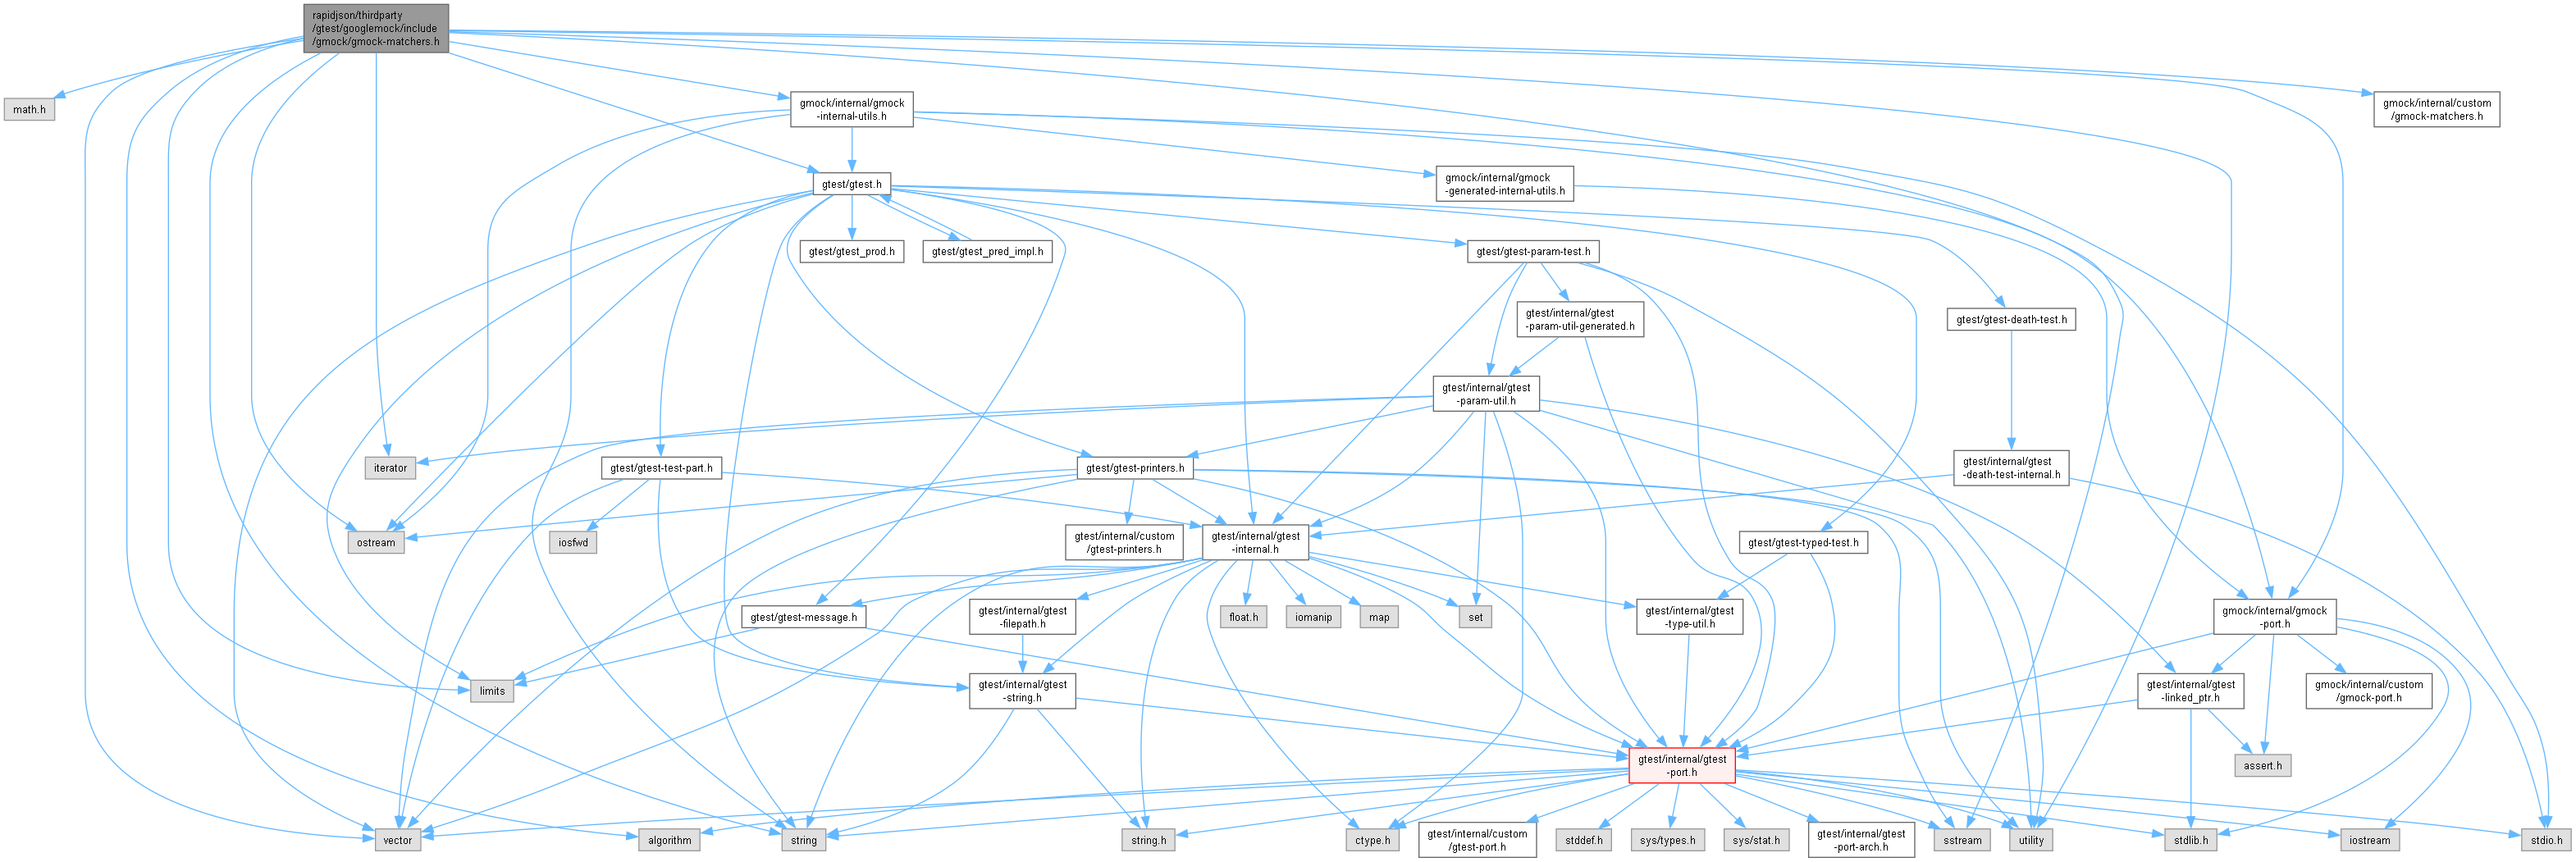 rapidjson/thirdparty
/gtest/googlemock/include
/gmock/gmock-matchers.h
math.h
gmock/internal/gmock
-internal-utils.h
gmock/internal/custom
/gmock-matchers.h
gtest/gtest.h
gmock/internal/gmock
-generated-internal-utils.h
gtest/gtest_prod.h
gtest/gtest_pred_impl.h
gtest/gtest-param-test.h
gtest/internal/gtest
-param-util-generated.h
gtest/gtest-death-test.h
gtest/internal/gtest
-param-util.h
iterator
gtest/gtest-test-part.h
gtest/gtest-printers.h
gtest/internal/gtest
-death-test-internal.h
ostream
iosfwd
gtest/internal/custom
/gtest-printers.h
gtest/internal/gtest
-internal.h
gtest/gtest-typed-test.h
gtest/gtest-message.h
gtest/internal/gtest
-filepath.h
float.h
iomanip
map
set
gtest/internal/gtest
-type-util.h
gmock/internal/gmock
-port.h
limits
gtest/internal/gtest
-string.h
gtest/internal/gtest
-linked_ptr.h
gmock/internal/custom
/gmock-port.h
gtest/internal/gtest
-port.h
assert.h
vector
algorithm
string
string.h
ctype.h
gtest/internal/custom
/gtest-port.h
stddef.h
sys/types.h
sys/stat.h
gtest/internal/gtest
-port-arch.h
sstream
utility
stdlib.h
iostream
stdio.h